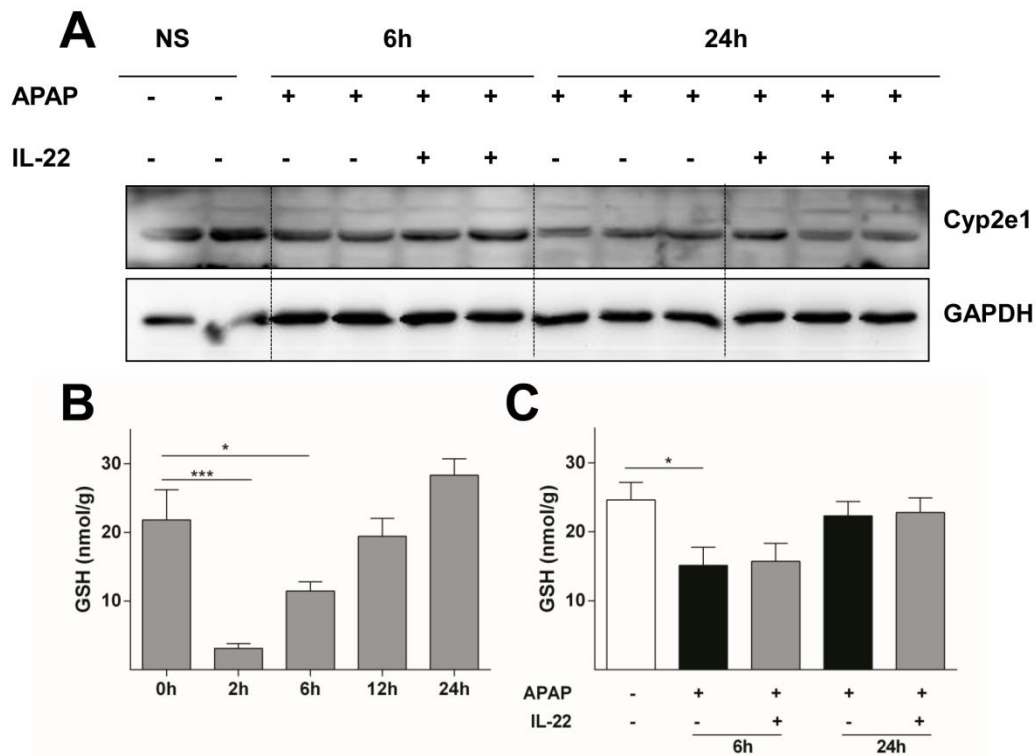 A
NS 6h 24h
APAP - - + + + + + + + + + +
IL-22 - - - - + + - - - + + +
Cyp2e1
GAPDH
B
GSH (nmol/g)
30
20
10
*
***
0h 2h 6h 12h 24h
C
GSH (nmol/g)
30
20
10
*
APAP - + + + +
IL-22 - - + - +
6h 24h